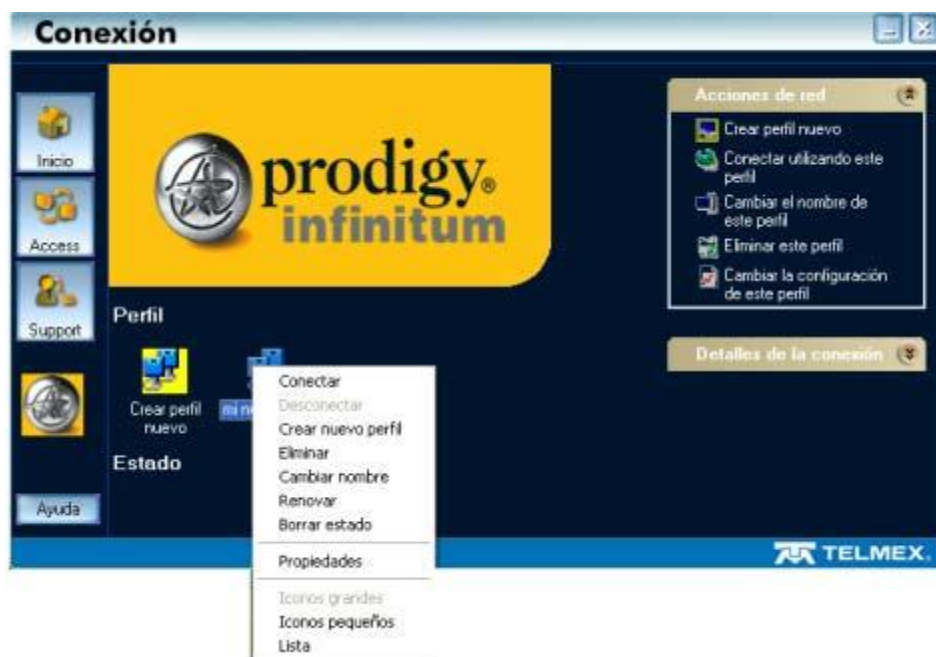 Conexión
Inicio
Access
Support
Ayuda
prodigy®
infinitum
Perfil
Crear perfil
nuevo
mi n
Estado
Conectar
Desconectar
Crear nuevo perfil
Eliminar
Cambiar nombre
Renovar
Borrar estado
Propiedades
Iconos grandes
Iconos pequeños
Lista
Acciones de red
Crear perfil nuevo
Conectar utilizando este
perfil
Cambiar el nombre de
este perfil
Eliminar este perfil
Cambiar la configuración
de este perfil
Detalles de la conexión
TELMEX.